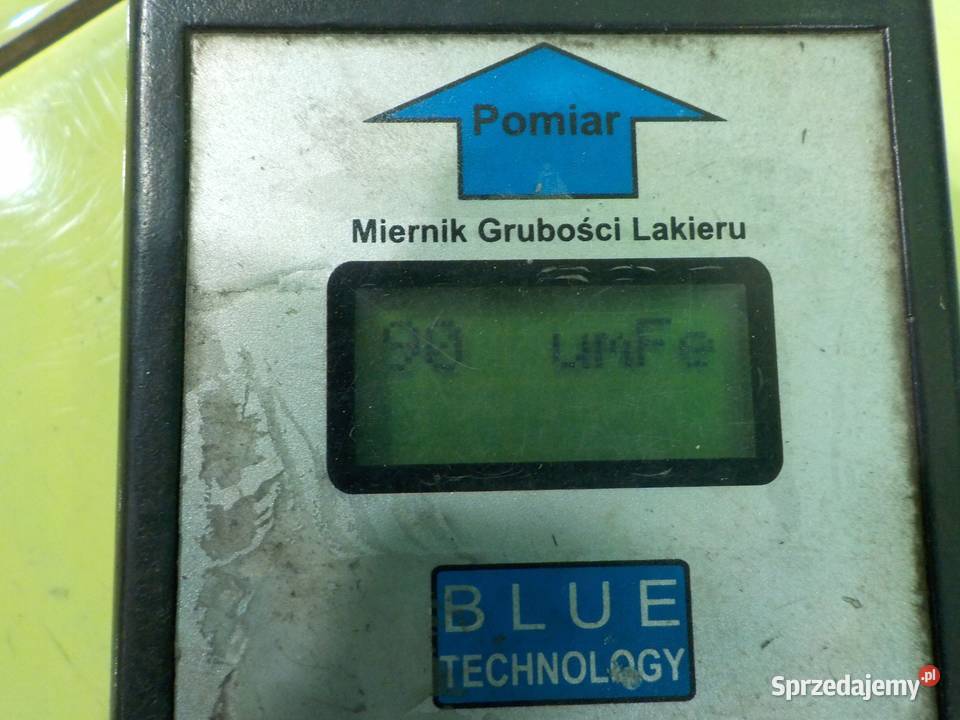 Pomiar
Miernik Grubości Lakieru
90 umFe
BLUE
TECHNOLOGY
Sprzedajemy.pl